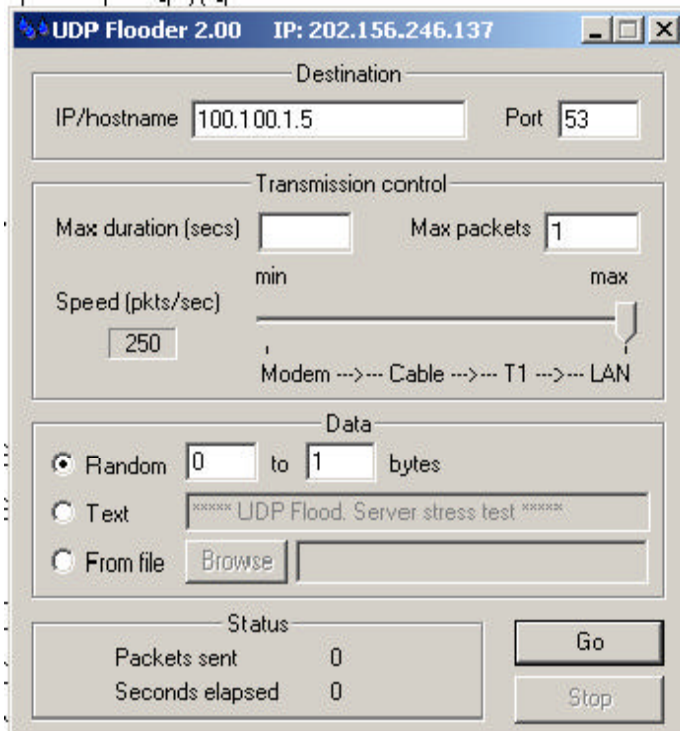 UDP Flooder 2.00 IP: 202.156.246.137
Destination
IP/hostname 100.100.1.5 Port 53
Transmission control
Max duration (secs) Max packets 1
min max
Speed (pkts/sec)
250
Modem --->--- Cable --->--- T1 --->--- LAN
Data
Random 0 to 1 bytes
Text ***** UDP Flood. Server stress test *****
From file Browse
Status
Packets sent 0
Go
Seconds elapsed 0
Stop